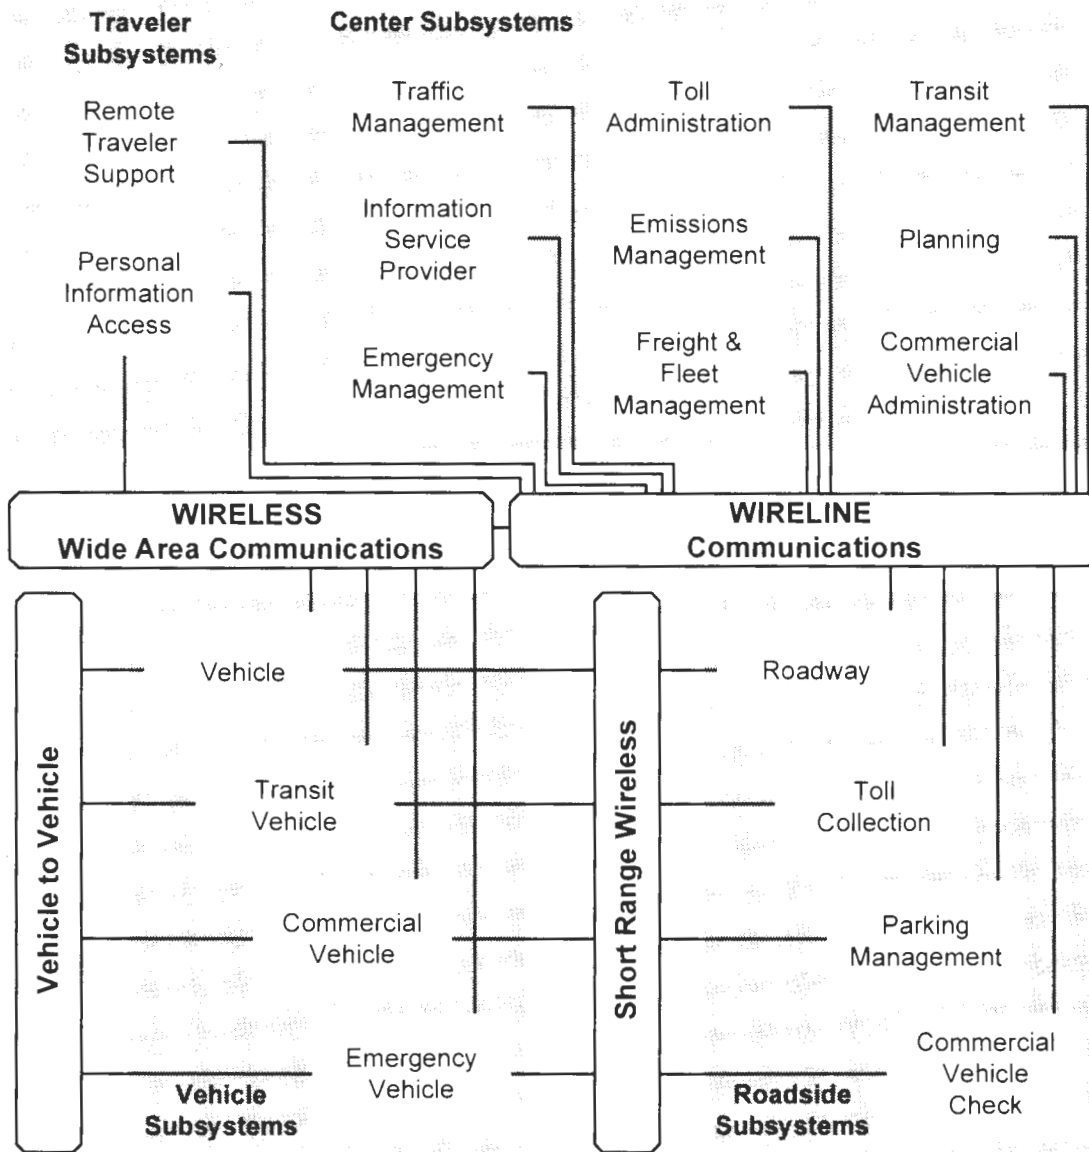 Traveler
Subsystems
Center Subsystems
Remote
Traveler
Support
Personal
Information
Access
Traffic
Management
Toll
Administration
Transit
Management
Information
Service
Provider
Emissions
Management
Planning
Emergency
Management
Freight &
Fleet
Management
Commercial
Vehicle
Administration
WIRELESS
Wide Area Communications
WIRELINE
Communications
Vehicle to Vehicle
Vehicle
Transit
Vehicle
Commercial
Vehicle
Emergency
Vehicle
Vehicle
Subsystems
Short Range Wireless
Roadway
Toll
Collection
Parking
Management
Commercial
Vehicle
Check
Roadside
Subsystems